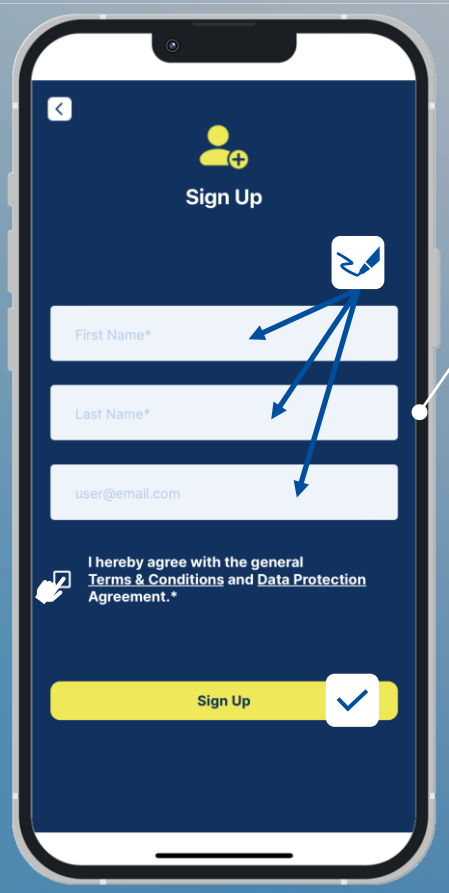 Sign Up
First Name*
Last Name*
user@email.com
I hereby agree with the general
Terms & Conditions and Data Protection
Agreement.*
Sign Up